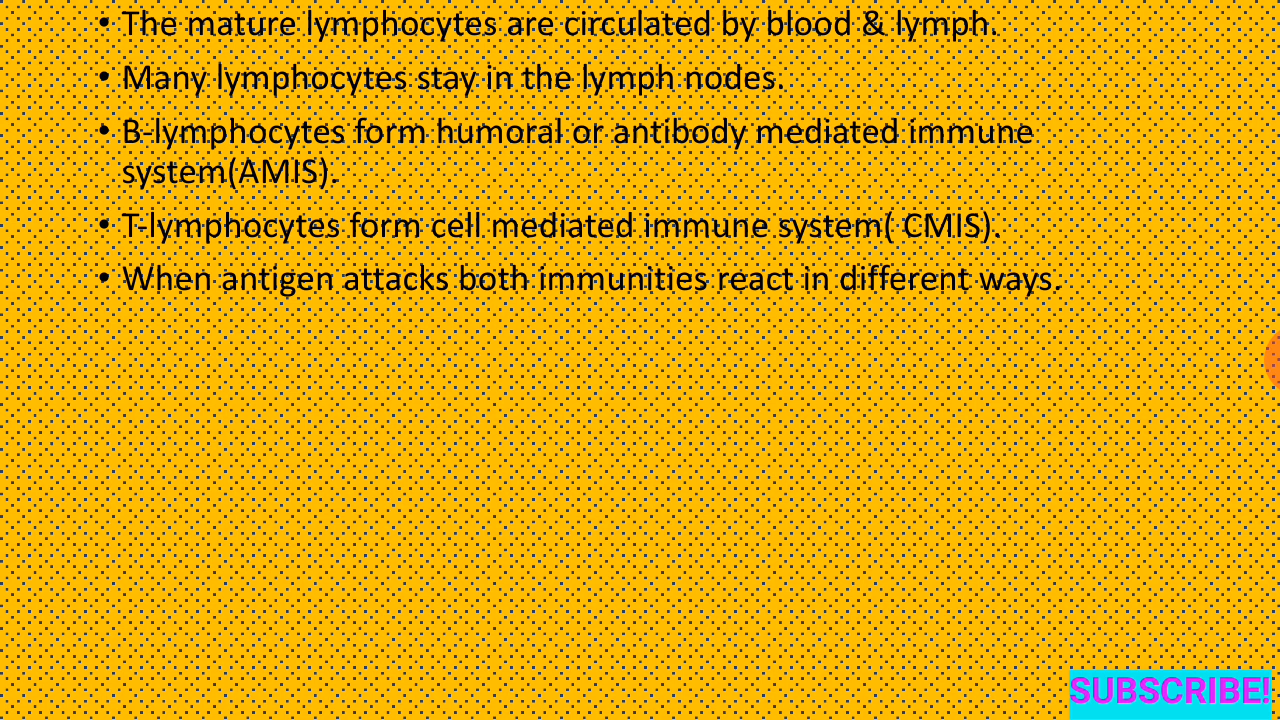 • The mature lymphocytes are circulated by blood & lymph.
• Many lymphocytes stay in the lymph nodes.
• B-lymphocytes form humoral or antibody mediated immune
system(AMIS).
• T-lymphocytes form cell mediated immune system( CMIS).
• When antigen attacks both immunities react in different ways.
SUBSCRIBE!